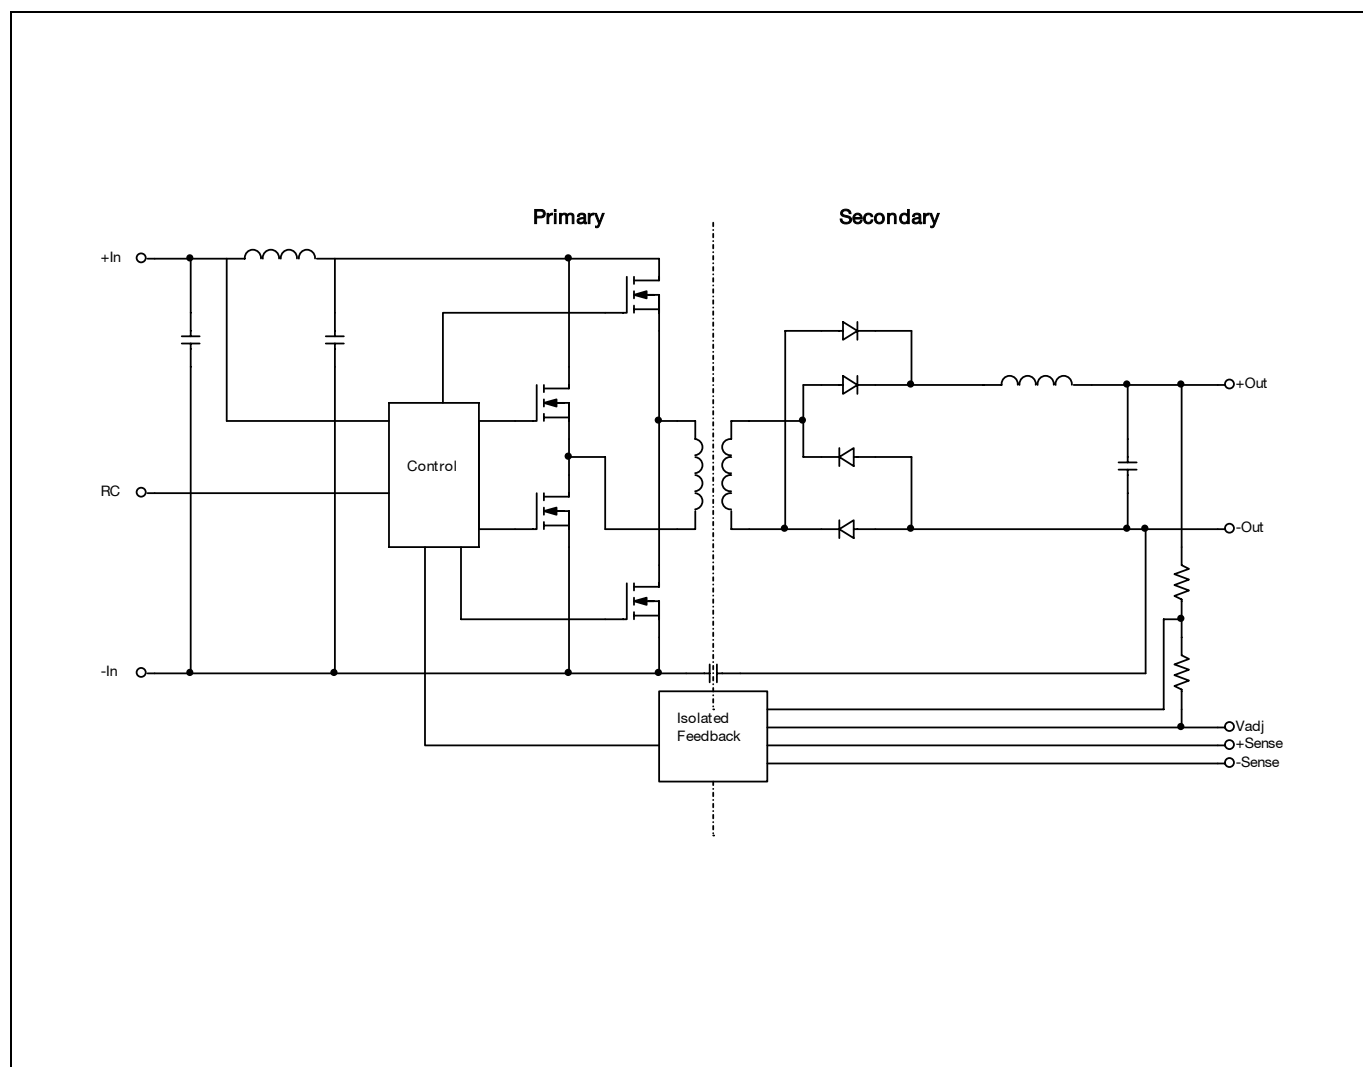 Primary
Secondary
+In
+Out
Control
RC
-Out
-In
Isolated
Feedback
Vadj
+Sense
-Sense